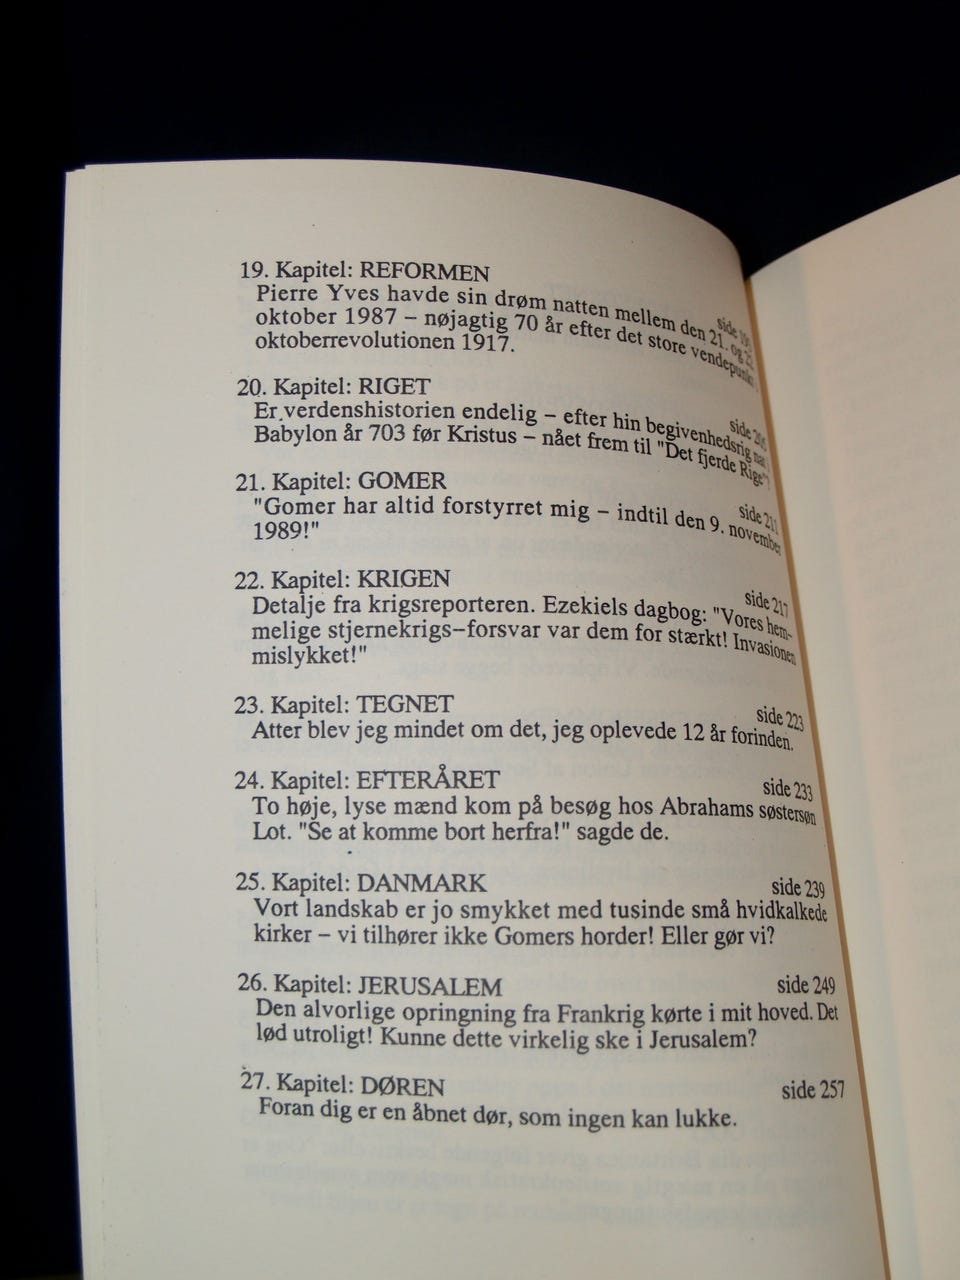 19. Kapitel: REFORMEN side
Pierre Yves havde sin drøm natten mellem den 21. og
oktober 1987 – nøjagtig 70 år efter det store vendepunkt
oktoberrevolutionen 1917.
20. Kapitel: RIGET side
Er verdenshistorien endelig – efter hin begivenhedsrig nat
Babylon år 703 før Kristus – nået frem til "Det fjerde Rige"
21. Kapitel: GOMER side 211
"Gomer har altid forstyrret mig – indtil den 9. november
1989!"
22. Kapitel: KRIGEN side 217
Detalje fra krigsreporteren. Ezekiels dagbog: "Vores hem–
melige stjernekrigs–forsvar var dem for stærkt! Invasionen
mislykket!"
23. Kapitel: TEGNET side 223
Atter blev jeg mindet om det, jeg oplevede 12 år forinden.
24. Kapitel: EFTERÅRET side 233
To høje, lyse mænd kom på besøg hos Abrahams søstersøn
Lot. "Se at komme bort herfra!" sagde de.
25. Kapitel: DANMARK side 239
Vort landskab er jo smykket med tusinde små hvidkalkede
kirker – vi tilhører ikke Gomers horder! Eller gør vi?
26. Kapitel: JERUSALEM side 249
Den alvorlige opringning fra Frankrig kørte i mit hoved. Det
lød utroligt! Kunne dette virkelig ske i Jerusalem?
27. Kapitel: DØREN side 257
Foran dig er en åbnet dør, som ingen kan lukke.